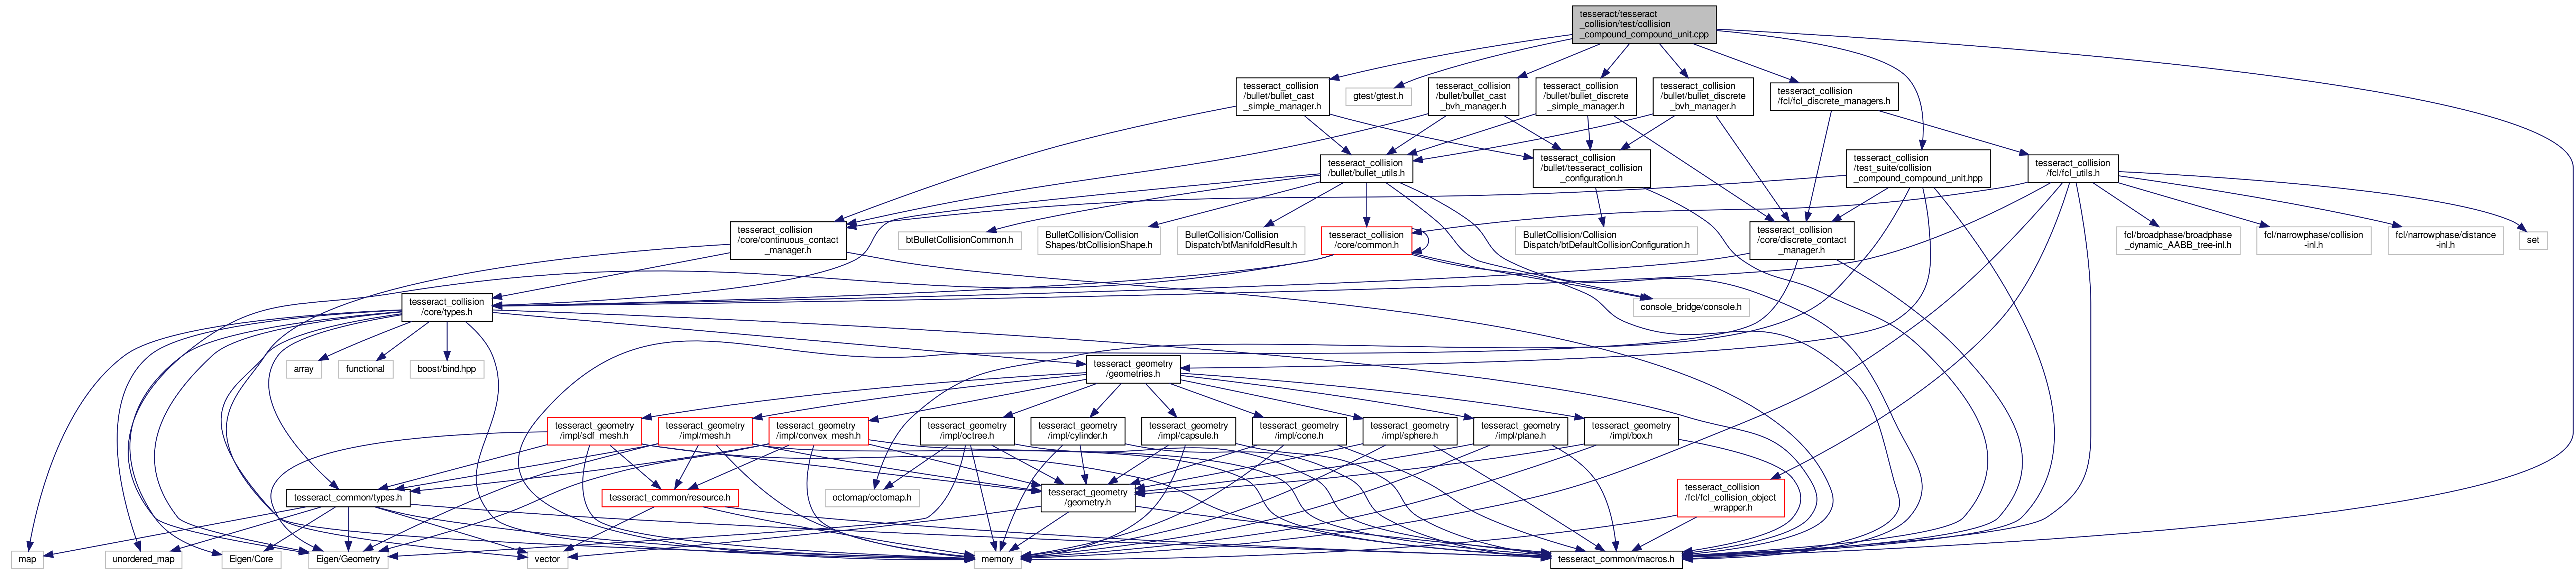 tesseract/tesseract
_collision/test/collision
_compound_compound_unit.cpp
tesseract_collision
/bullet/bullet_cast
_simple_manager.h
gtest/gtest.h
tesseract_collision
/bullet/bullet_cast
_bvh_manager.h
tesseract_collision
/bullet/bullet_discrete
_simple_manager.h
tesseract_collision
/bullet/bullet_discrete
_bvh_manager.h
tesseract_collision
/fcl/fcl_discrete_managers.h
tesseract_collision
/bullet/bullet_utils.h
tesseract_collision
/bullet/tesseract_collision
_configuration.h
tesseract_collision
/test_suite/collision
_compound_compound_unit.hpp
tesseract_collision
/fcl/fcl_utils.h
tesseract_collision
/core/continuous_contact
_manager.h
btBulletCollisionCommon.h
BulletCollision/Collision
Shapes/btCollisionShape.h
BulletCollision/Collision
Dispatch/btManifoldResult.h
tesseract_collision
/core/common.h
BulletCollision/Collision
Dispatch/btDefaultCollisionConfiguration.h
tesseract_collision
/core/discrete_contact
_manager.h
fcl/broadphase/broadphase
_dynamic_AABB_tree-inl.h
fcl/narrowphase/collision
-inl.h
fcl/narrowphase/distance
-inl.h
set
tesseract_collision
/core/types.h
console_bridge/console.h
array
functional
boost/bind.hpp
tesseract_geometry
/geometries.h
tesseract_geometry
/impl/sdf_mesh.h
tesseract_geometry
/impl/mesh.h
tesseract_geometry
/impl/convex_mesh.h
tesseract_geometry
/impl/octree.h
tesseract_geometry
/impl/cylinder.h
tesseract_geometry
/impl/capsule.h
tesseract_geometry
/impl/cone.h
tesseract_geometry
/impl/sphere.h
tesseract_geometry
/impl/plane.h
tesseract_geometry
/impl/box.h
tesseract_common/types.h
tesseract_common/resource.h
octomap/octomap.h
tesseract_geometry
/geometry.h
tesseract_collision
/fcl/fcl_collision_object
_wrapper.h
map
unordered_map
Eigen/Core
Eigen/Geometry
vector
memory
tesseract_common/macros.h